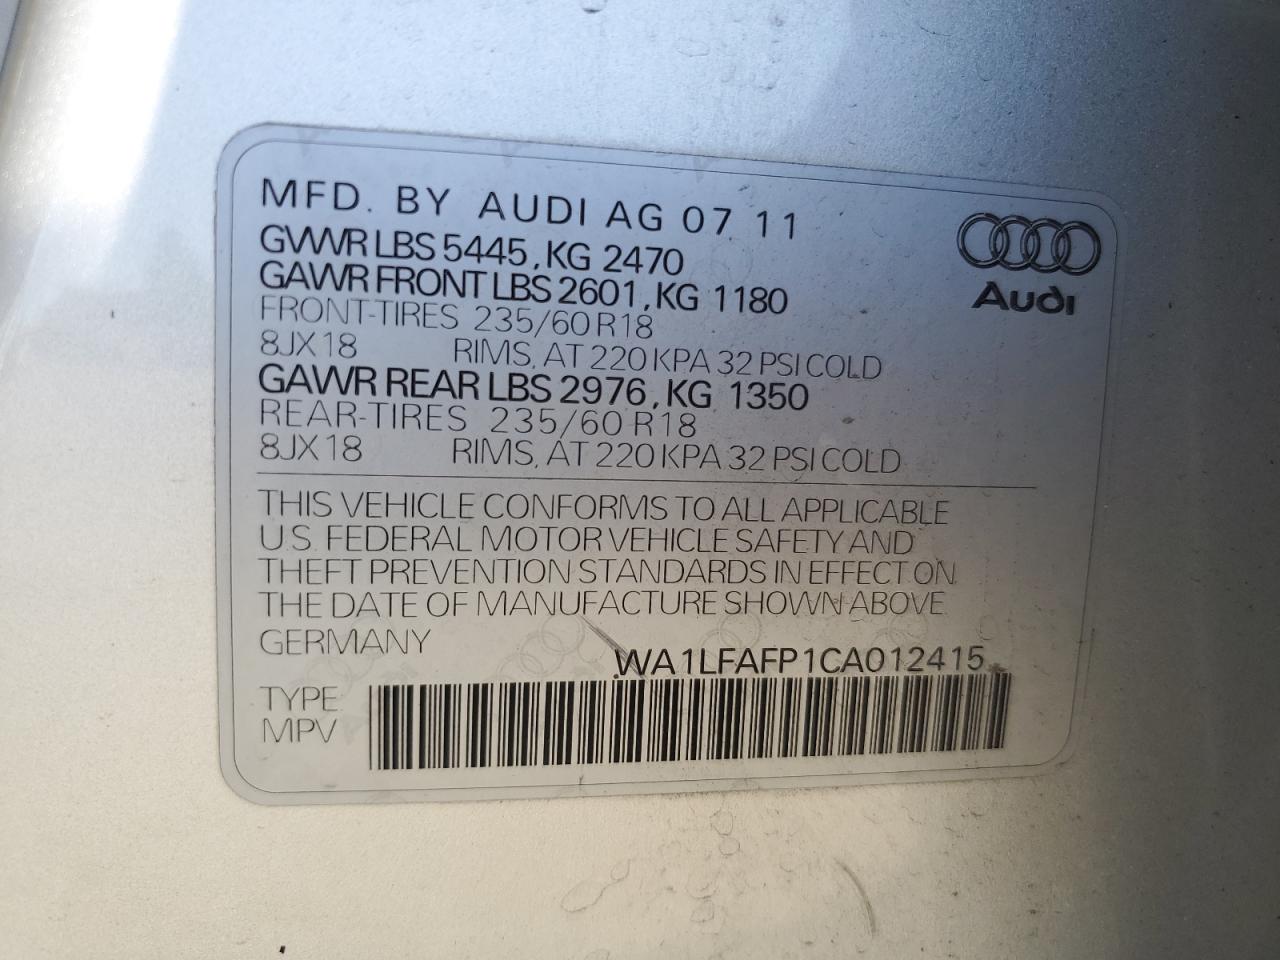 MFD. BY AUDI AG 07 11
GVWR LBS 5445, KG 2470
GAWR FRONT LBS 2601, KG 1180
FRONT-TIRES 235/60 R18
8JX18 RIMS, AT 220 KPA 32 PSI COLD
GAWR REAR LBS 2976, KG 1350
REAR-TIRES 235/60 R18
8JX18 RIMS, AT 220 KPA 32 PSI COLD
Audi
THIS VEHICLE CONFORMS TO ALL APPLICABLE
U.S. FEDERAL MOTOR VEHICLE SAFETY AND
THEFT PREVENTION STANDARDS IN EFFECT ON
THE DATE OF MANUFACTURE SHOWN ABOVE
GERMANY
WA1LFAFP1CA012415
TYPE
MPV